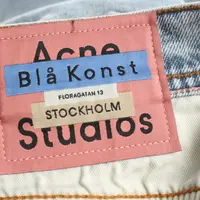 Acne
Blå Konst
FLORAGATAN 13
STOCKHOLM
Studios